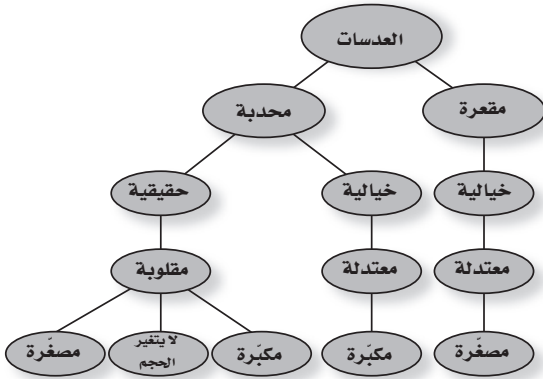 العدسات
مقعرة
محدبة
خيالية
خيالية
حقيقية
معتدلة
معتدلة
مقلوبة
مصغّرة
مكبّرة
مكبّرة
لا يتغير
الحجم
مصغّرة